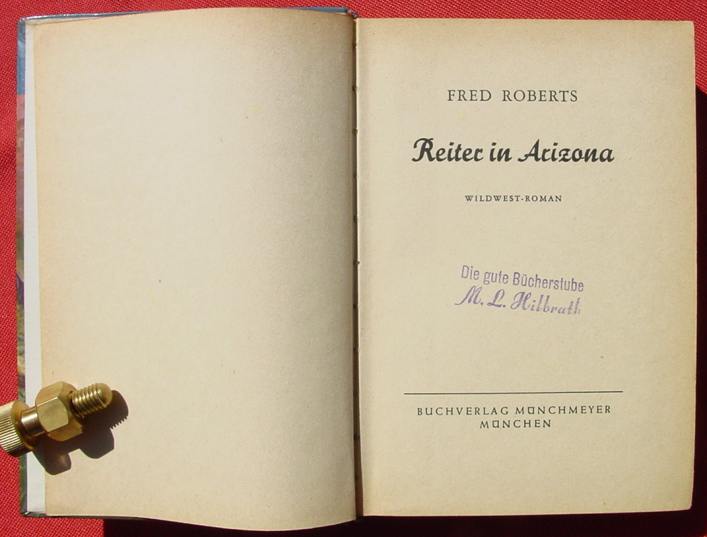 FRED ROBERTS
Reiter in Arizona
WILDWEST-ROMAN
Die gute Bücherstube
M. L. Hilbrath
BUCHVERLAG MÜNCHMEYER
MÜNCHEN